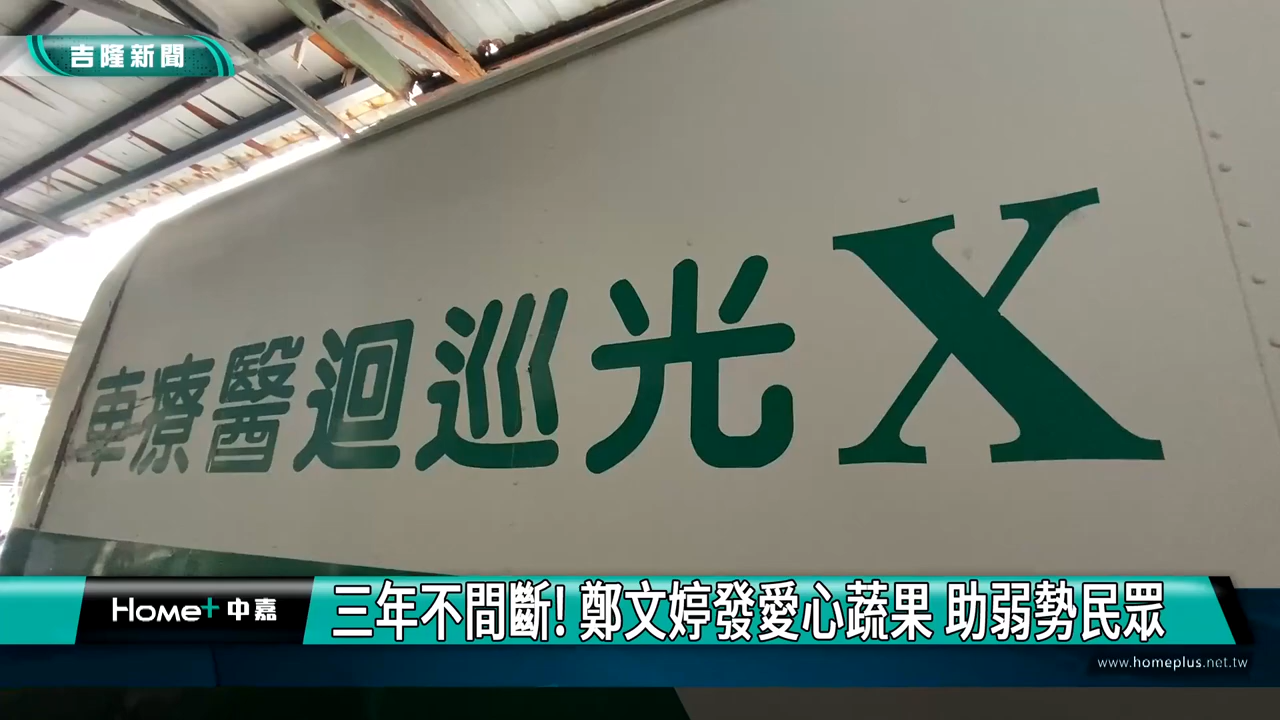 吉隆新聞
X光巡迴醫療車
Home+中嘉
三年不間斷! 鄭文婷發愛心蔬果 助弱勢民眾
www.homeplus.net.tw